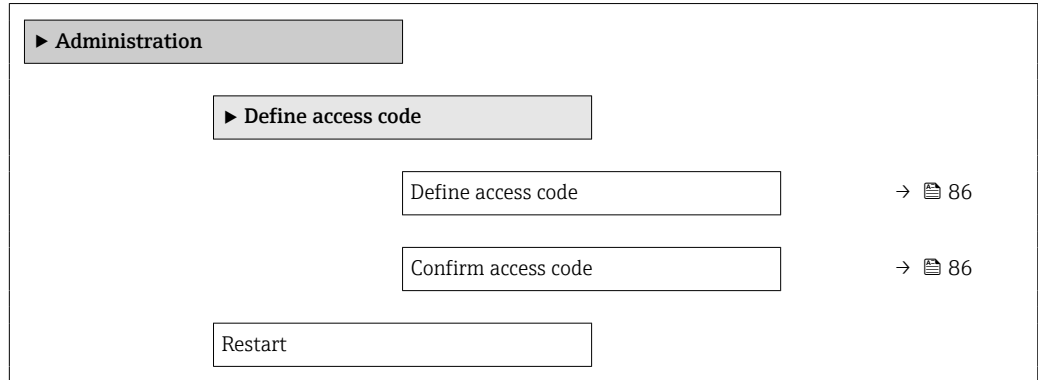 ▶ Administration
▶ Define access code
Define access code → 🖺 86
Confirm access code → 🖺 86
Restart